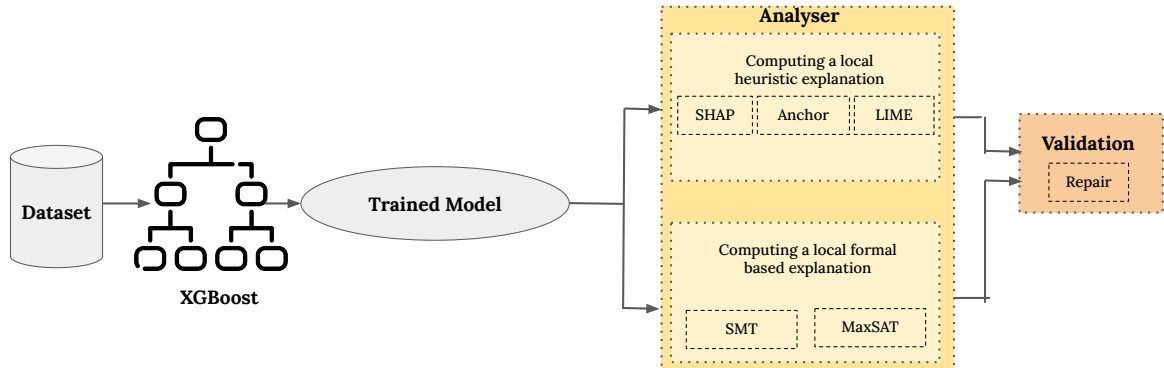 Dataset
XGBoost
Trained Model
Analyser
Computing a local
heuristic explanation
SHAP
Anchor
LIME
Computing a local formal
based explanation
SMT
MaxSAT
Validation
Repair